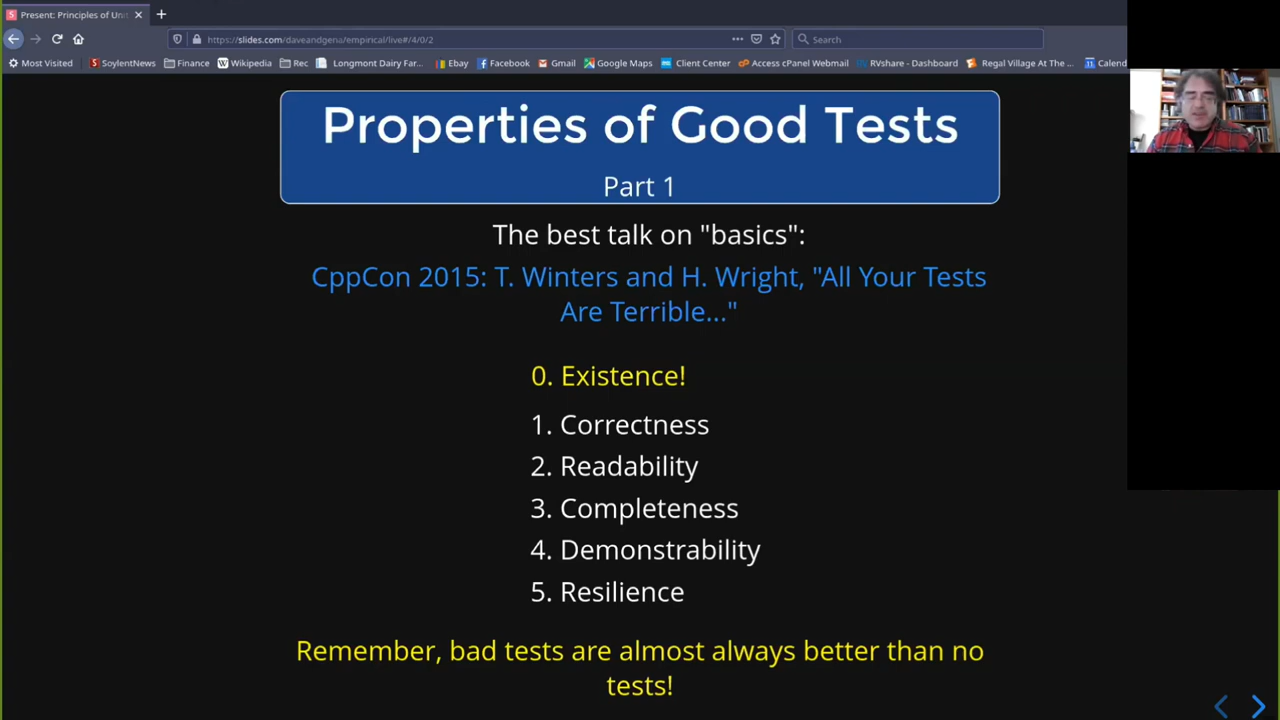 Present: Principles of Unit
https://slides.com/daveandgena/empirical/live#/4/0/2
Search
Most Visited
SoylentNews
Finance
Wikipedia
Rec
Longmont Dairy Far...
Ebay
Facebook
Gmail
Google Maps
Client Center
Access cPanel Webmail
RVshare - Dashboard
Regal Village At The ...
Calend
Properties of Good Tests
Part 1
The best talk on "basics":
CppCon 2015: T. Winters and H. Wright, "All Your Tests
Are Terrible..."
0. Existence!
1. Correctness
2. Readability
3. Completeness
4. Demonstrability
5. Resilience
Remember, bad tests are almost always better than no
tests!